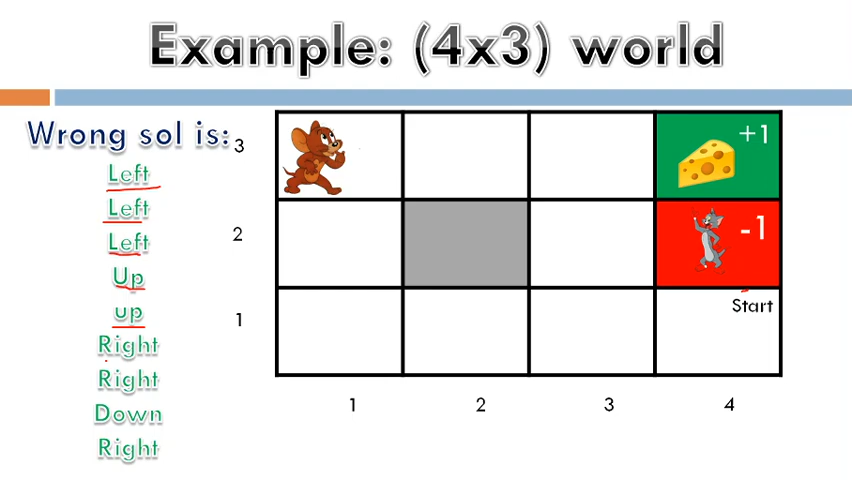 Example: (4x3) world
Wrong sol is:
Left
Left
Left
Up
up
Right
Right
Down
Right
3
+1
2
-1
1
Start
1 2 3 4